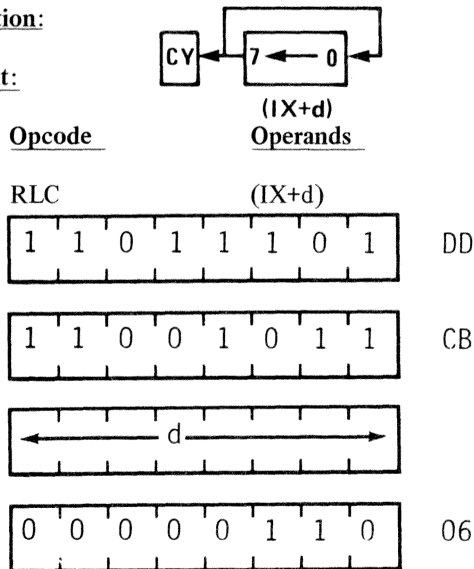 tion:
CY 7 0
(IX+d)
t:
Opcode Operands
RLC (IX+d)
1 1 0 1 1 1 0 1 DD
1 1 0 0 1 0 1 1 CB
d
0 0 0 0 0 1 1 0 06